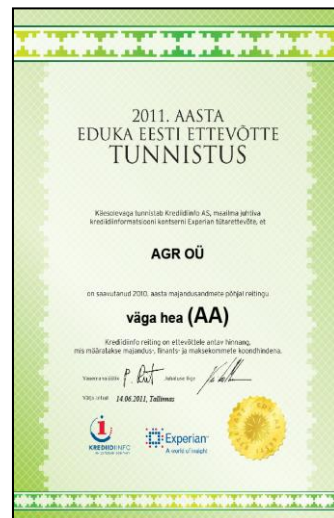 2011. AASTA
EDUKA EESTI ETTEVÕTTE
TUNNISTUS
Käesolevaga tunnistab Krediidiinfo AS, maailma juhtiva
krediidiinformatsiooni kontserni Experian tütarettevõte, et
AGR OÜ
on saavutanud 2010. aasta majandusandmete põhjal reitingu
väga hea (AA)
Krediidiinfo reiting on ettevõttele antav hinnang,
mis määratakse majandus-, finants- ja maksekommete koondhindena.
Välja antud 14.06.2011, Tallinnas
KREDIIDIINFO
Experian
A world of insight